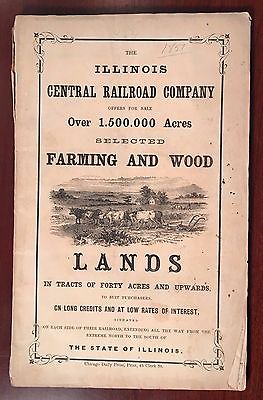 1857
THE
ILLINOIS
CENTRAL RAILROAD COMPANY
OFFERS FOR SALE
Over 1.500.000 Acres
SELECTED
FARMING AND WOOD
LANDS
IN TRACTS OF FORTY ACRES AND UPWARDS,
TO SUIT PURCHASERS,
ON LONG CREDITS AND AT LOW RATES OF INTEREST,
SITUATED
ON EACH SIDE OF THEIR RAILROAD, EXTENDING ALL THE WAY FROM THE
EXTREME NORTH TO THE SOUTH OF
THE STATE OF ILLINOIS.
Chicago Daily Press, Print, 45 Clark St.